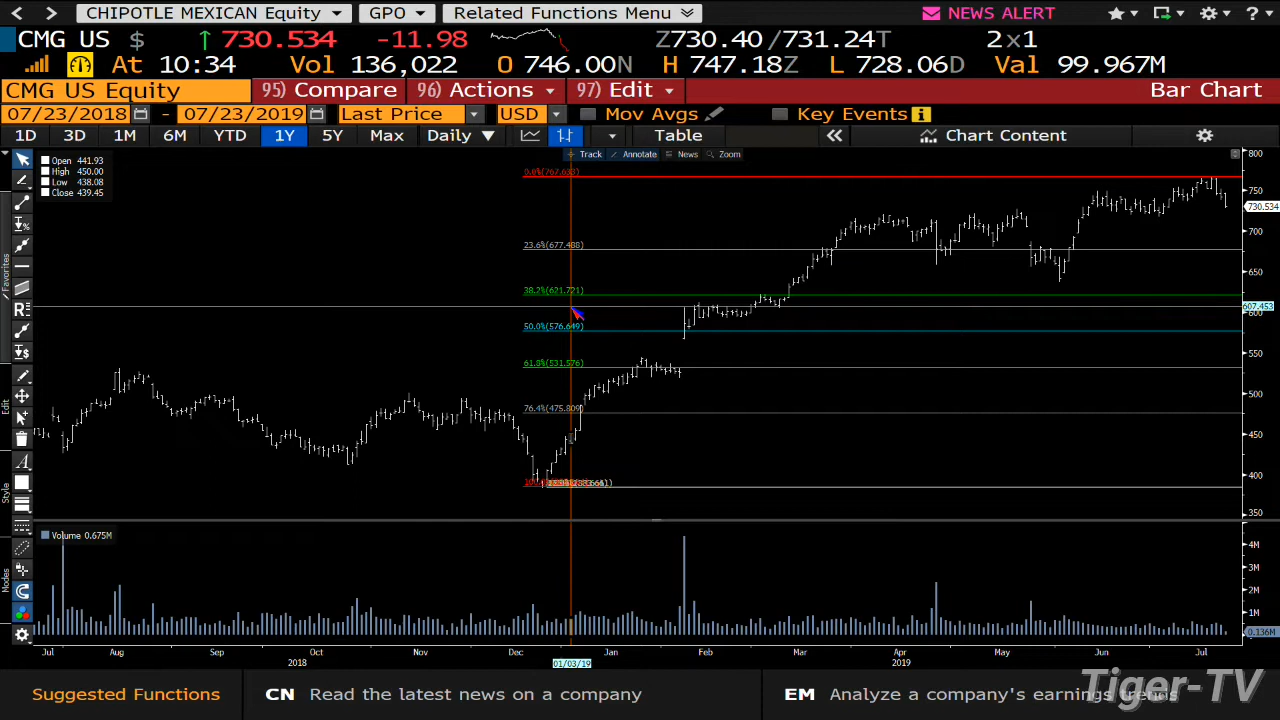 CHIPOTLE MEXICAN Equity GPO Related Functions Menu NEWS ALERT ?
CMG US $ ↑ 730.534 -11.98 Z730.40 /731.24T 2x1
At 10:34 Vol 136,022 O 746.00N H 747.18Z L 728.06D Val 99.967M
CMG US Equity 95) Compare 96) Actions 97) Edit Bar Chart
07/23/2018 - 07/23/2019 Last Price USD Mov Avgs Key Events i
1D 3D 1M 6M YTD 1Y 5Y Max Daily ▼ Table « Chart Content
Track Annotate News Zoom
Open 441.93
High 450.00
Low 438.08
Close 439.45
0.0%(767.633)
23.6%(677.488)
38.2%(621.721)
50.0%(576.649)
61.8%(531.576)
76.4%(475.809)
800
750
730.534
700
650
607.453
600
550
500
450
400
350
Favorites
Edit
Style
Modes
Volume 0.675M
4M
2M
1M
0.136M
Jul Aug Sep Oct Nov Dec Jan Feb Mar Apr May Jun Jul
2018 01/03/19 2019
Suggested Functions CN Read the latest news on a company EM Analyze a company's earnings trends
Tiger-TV